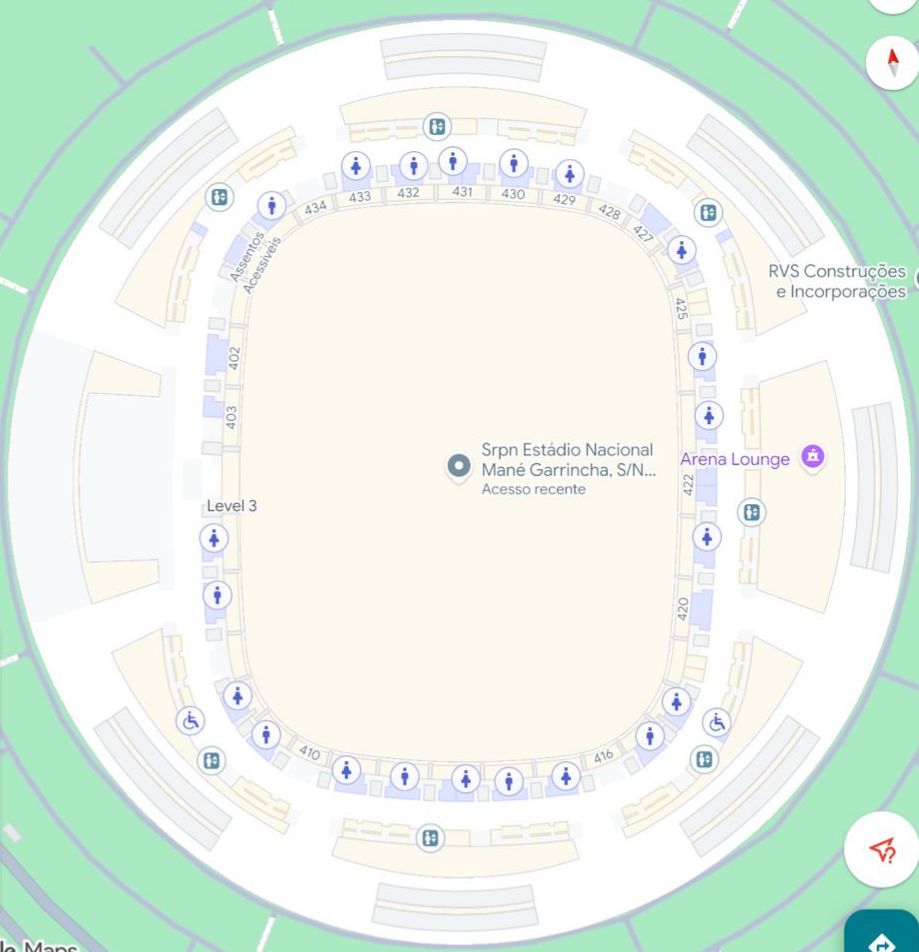 433
432
431
430
434
429
428
427
Assentos
Acessíveis
RVS Construções
e Incorporações
425
402
403
Srpn Estádio Nacional
Mané Garrincha, S/N...
Acesso recente
Arena Lounge
422
Level 3
420
410
416
Maps